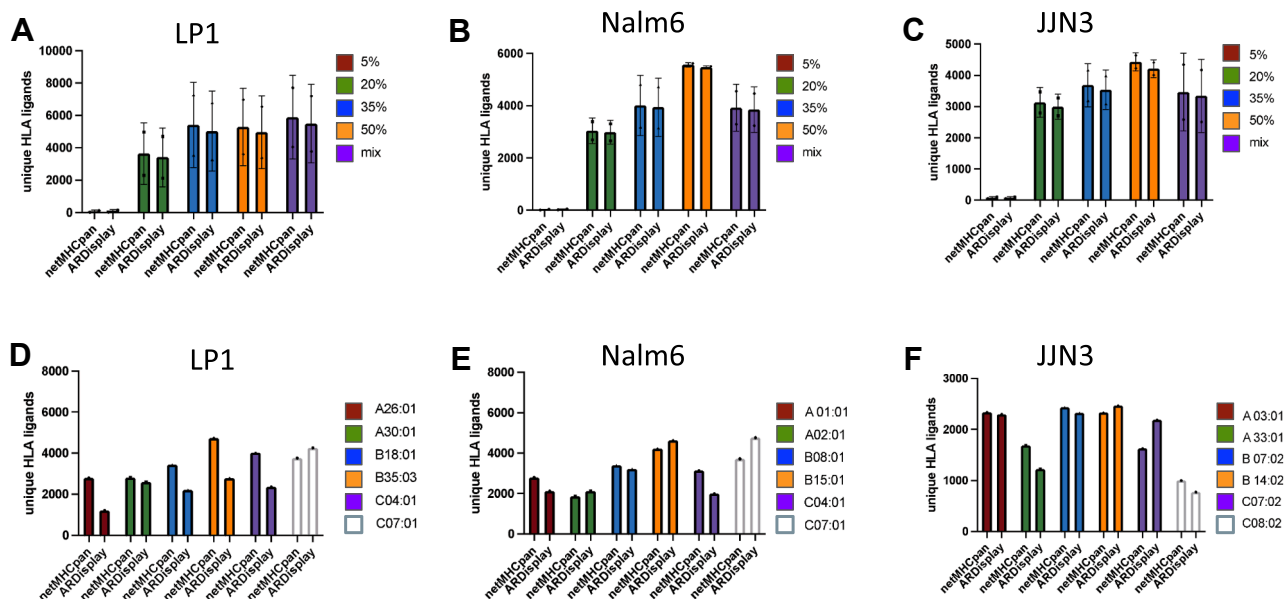 A
LP1
unique HLA ligands
10000
8000
6000
4000
2000
0
netMHCpan
ARDisplay
netMHCpan
ARDisplay
netMHCpan
ARDisplay
netMHCpan
ARDisplay
netMHCpan
ARDisplay
5%
20%
35%
50%
mix
B
Nalm6
unique HLA ligands
6000
4000
2000
0
netMHCpan
ARDisplay
netMHCpan
ARDisplay
netMHCpan
ARDisplay
netMHCpan
ARDisplay
netMHCpan
ARDisplay
5%
20%
35%
50%
mix
C
JJN3
unique HLA ligands
5000
4000
3000
2000
1000
0
netMHCpan
ARDisplay
netMHCpan
ARDisplay
netMHCpan
ARDisplay
netMHCpan
ARDisplay
netMHCpan
ARDisplay
5%
20%
35%
50%
mix
D
LP1
unique HLA ligands
8000
6000
4000
2000
0
netMHCpan
ARDisplay
netMHCpan
ARDisplay
netMHCpan
ARDisplay
netMHCpan
ARDisplay
netMHCpan
ARDisplay
netMHCpan
ARDisplay
A26:01
A30:01
B18:01
B35:03
C04:01
C07:01
E
Nalm6
unique HLA ligands
8000
6000
4000
2000
0
netMHCpan
ARDisplay
netMHCpan
ARDisplay
netMHCpan
ARDisplay
netMHCpan
ARDisplay
netMHCpan
ARDisplay
netMHCpan
ARDisplay
A 01:01
A02:01
B08:01
B15:01
C04:01
C07:01
F
JJN3
unique HLA ligands
3000
2000
1000
0
netMHCpan
ARDisplay
netMHCpan
ARDisplay
netMHCpan
ARDisplay
netMHCpan
ARDisplay
netMHCpan
ARDisplay
netMHCpan
ARDisplay
A 03:01
A 33:01
B 07:02
B 14:02
C07:02
C08:02